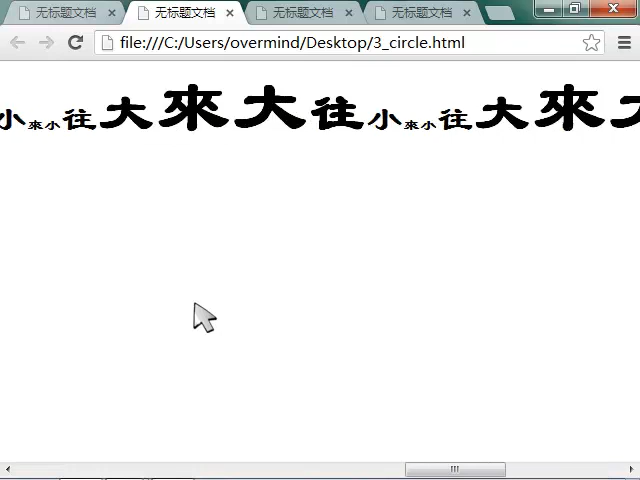 无标题文档 无标题文档 无标题文档 无标题文档
file:///C:/Users/overmind/Desktop/3_circle.html
小來小往大來大往小來小往大來大